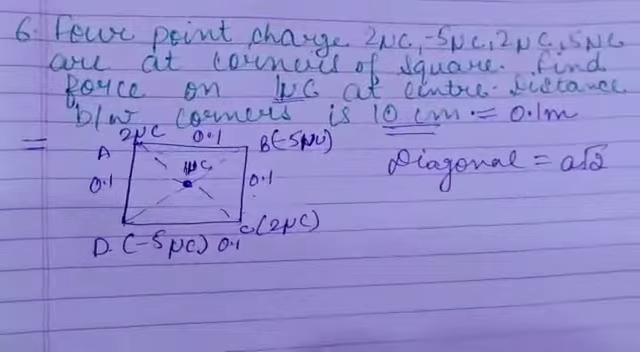 6. Four point charge 2μC, -5μC, 2μC, 5μC
are at corners of square. find
force on 1μC at centre. Distance
b/w corners is 10 cm = 0.1m
=
2μC 0.1
A B(-5μC)
1μC
0.1 0.1
C(2μC)
D. (-5μC) 0.1
Diagonal = a√2